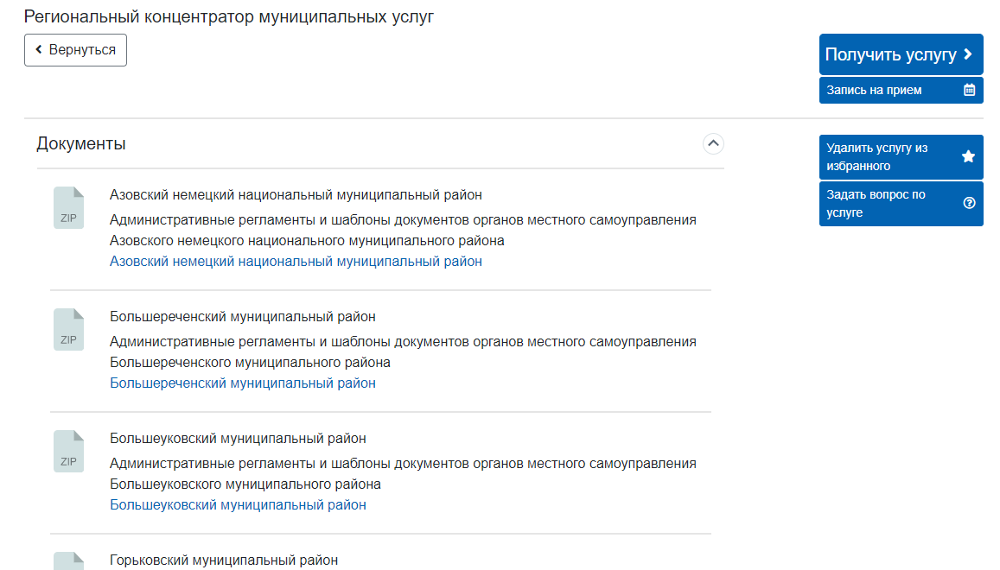 Региональный концентратор муниципальных услуг
Вернуться
Получить услугу
Запись на прием
Удалить услугу из
избранного
Задать вопрос по
услуге
Документы
ZIP
Азовский немецкий национальный муниципальный район
Административные регламенты и шаблоны документов органов местного самоуправления
Азовского немецкого национального муниципального района
Азовский немецкий национальный муниципальный район
ZIP
Большереченский муниципальный район
Административные регламенты и шаблоны документов органов местного самоуправления
Большереченского муниципального района
Большереченский муниципальный район
ZIP
Большеуковский муниципальный район
Административные регламенты и шаблоны документов органов местного самоуправления
Большеуковского муниципального района
Большеуковский муниципальный район
Горьковский муниципальный район